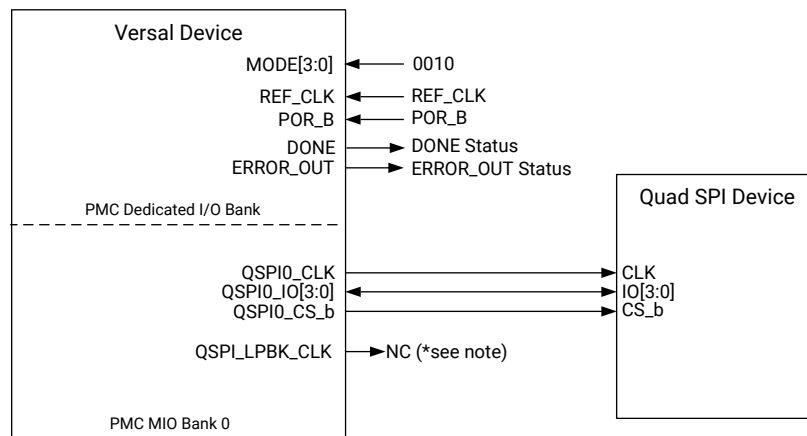 Versal Device
MODE[3:0] 0010
REF_CLK REF_CLK
POR_B POR_B
DONE DONE Status
ERROR_OUT ERROR_OUT Status
PMC Dedicated I/O Bank
Quad SPI Device
QSPI0_CLK CLK
QSPI0_IO[3:0] IO[3:0]
QSPI0_CS_b CS_b
QSPI_LPBK_CLK NC (*see note)
PMC MIO Bank 0